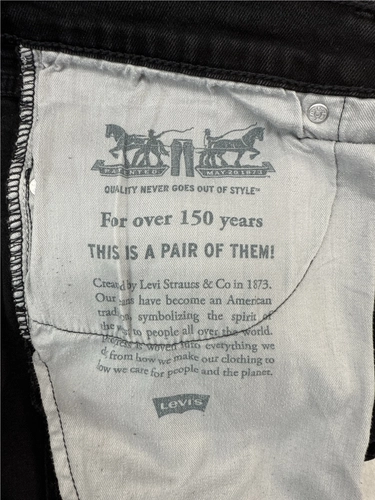 PATENTED MAY 20 1873
QUALITY NEVER GOES OUT OF STYLE™
For over 150 years
THIS IS A PAIR OF THEM!
Created by Levi Strauss & Co in 1873.
Our have become an American
symbolizing the spirit of
the to people all over the world.
is woven into everything we
from how we make our clothing to
how we care for people and the planet.
Levi's